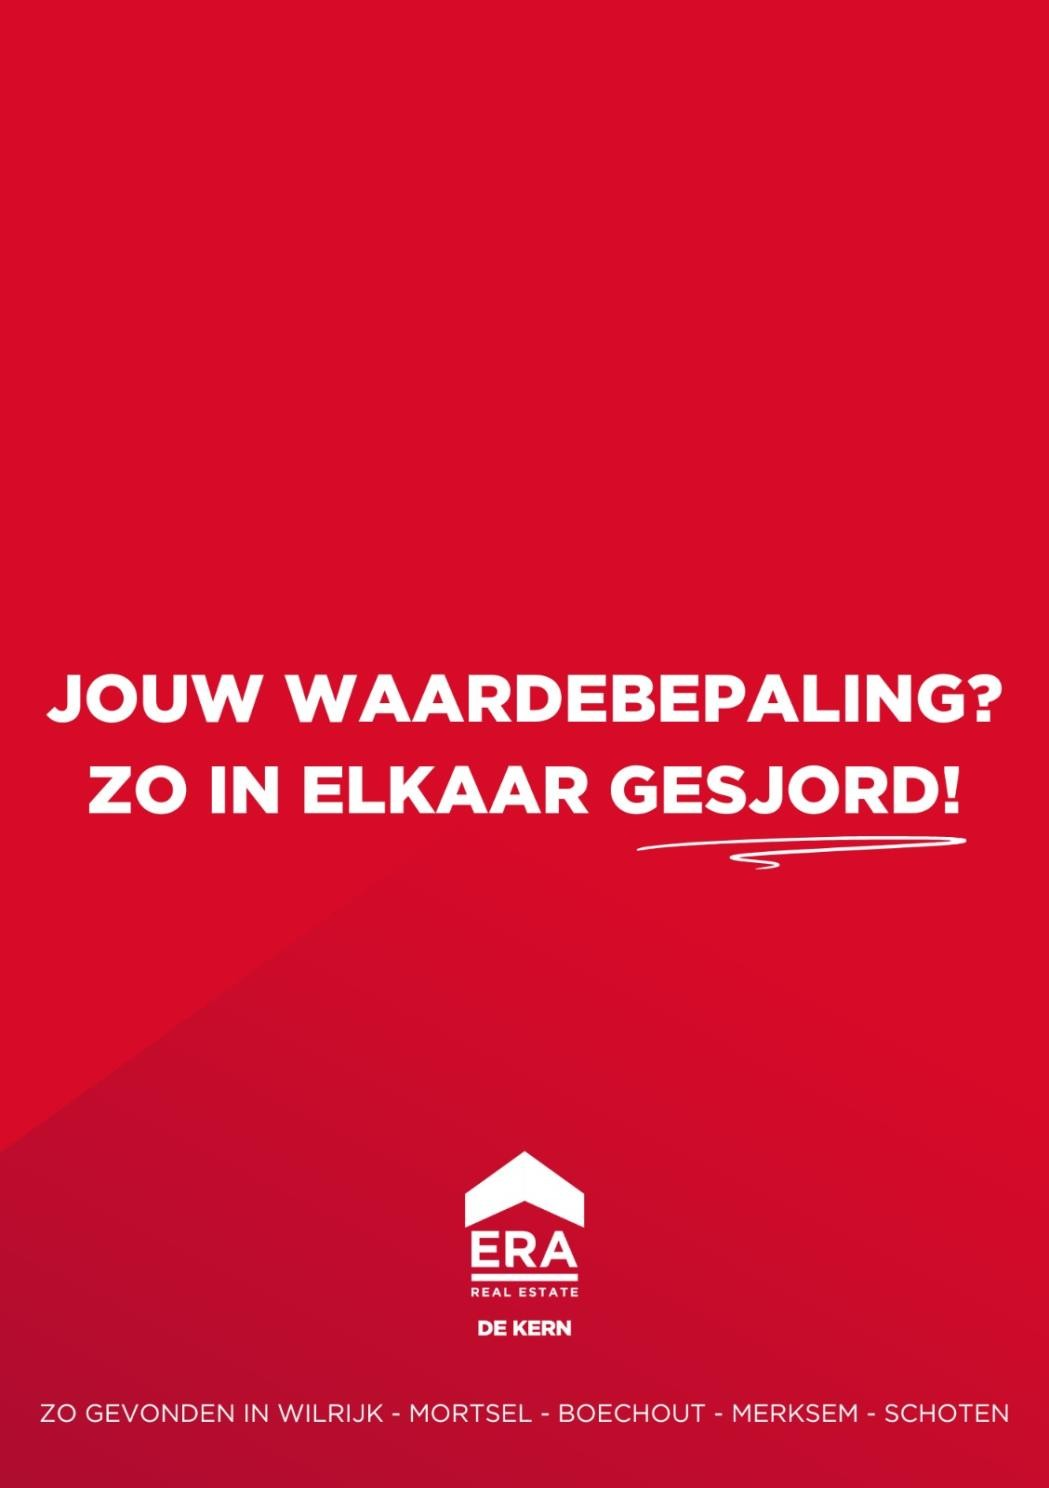 JOUW WAARDEBEPALING?
ZO IN ELKAAR GESJORD!
ERA
REAL ESTATE
DE KERN
ZO GEVONDEN IN WILRIJK - MORTSEL - BOECHOUT - MERKSEM - SCHOTEN